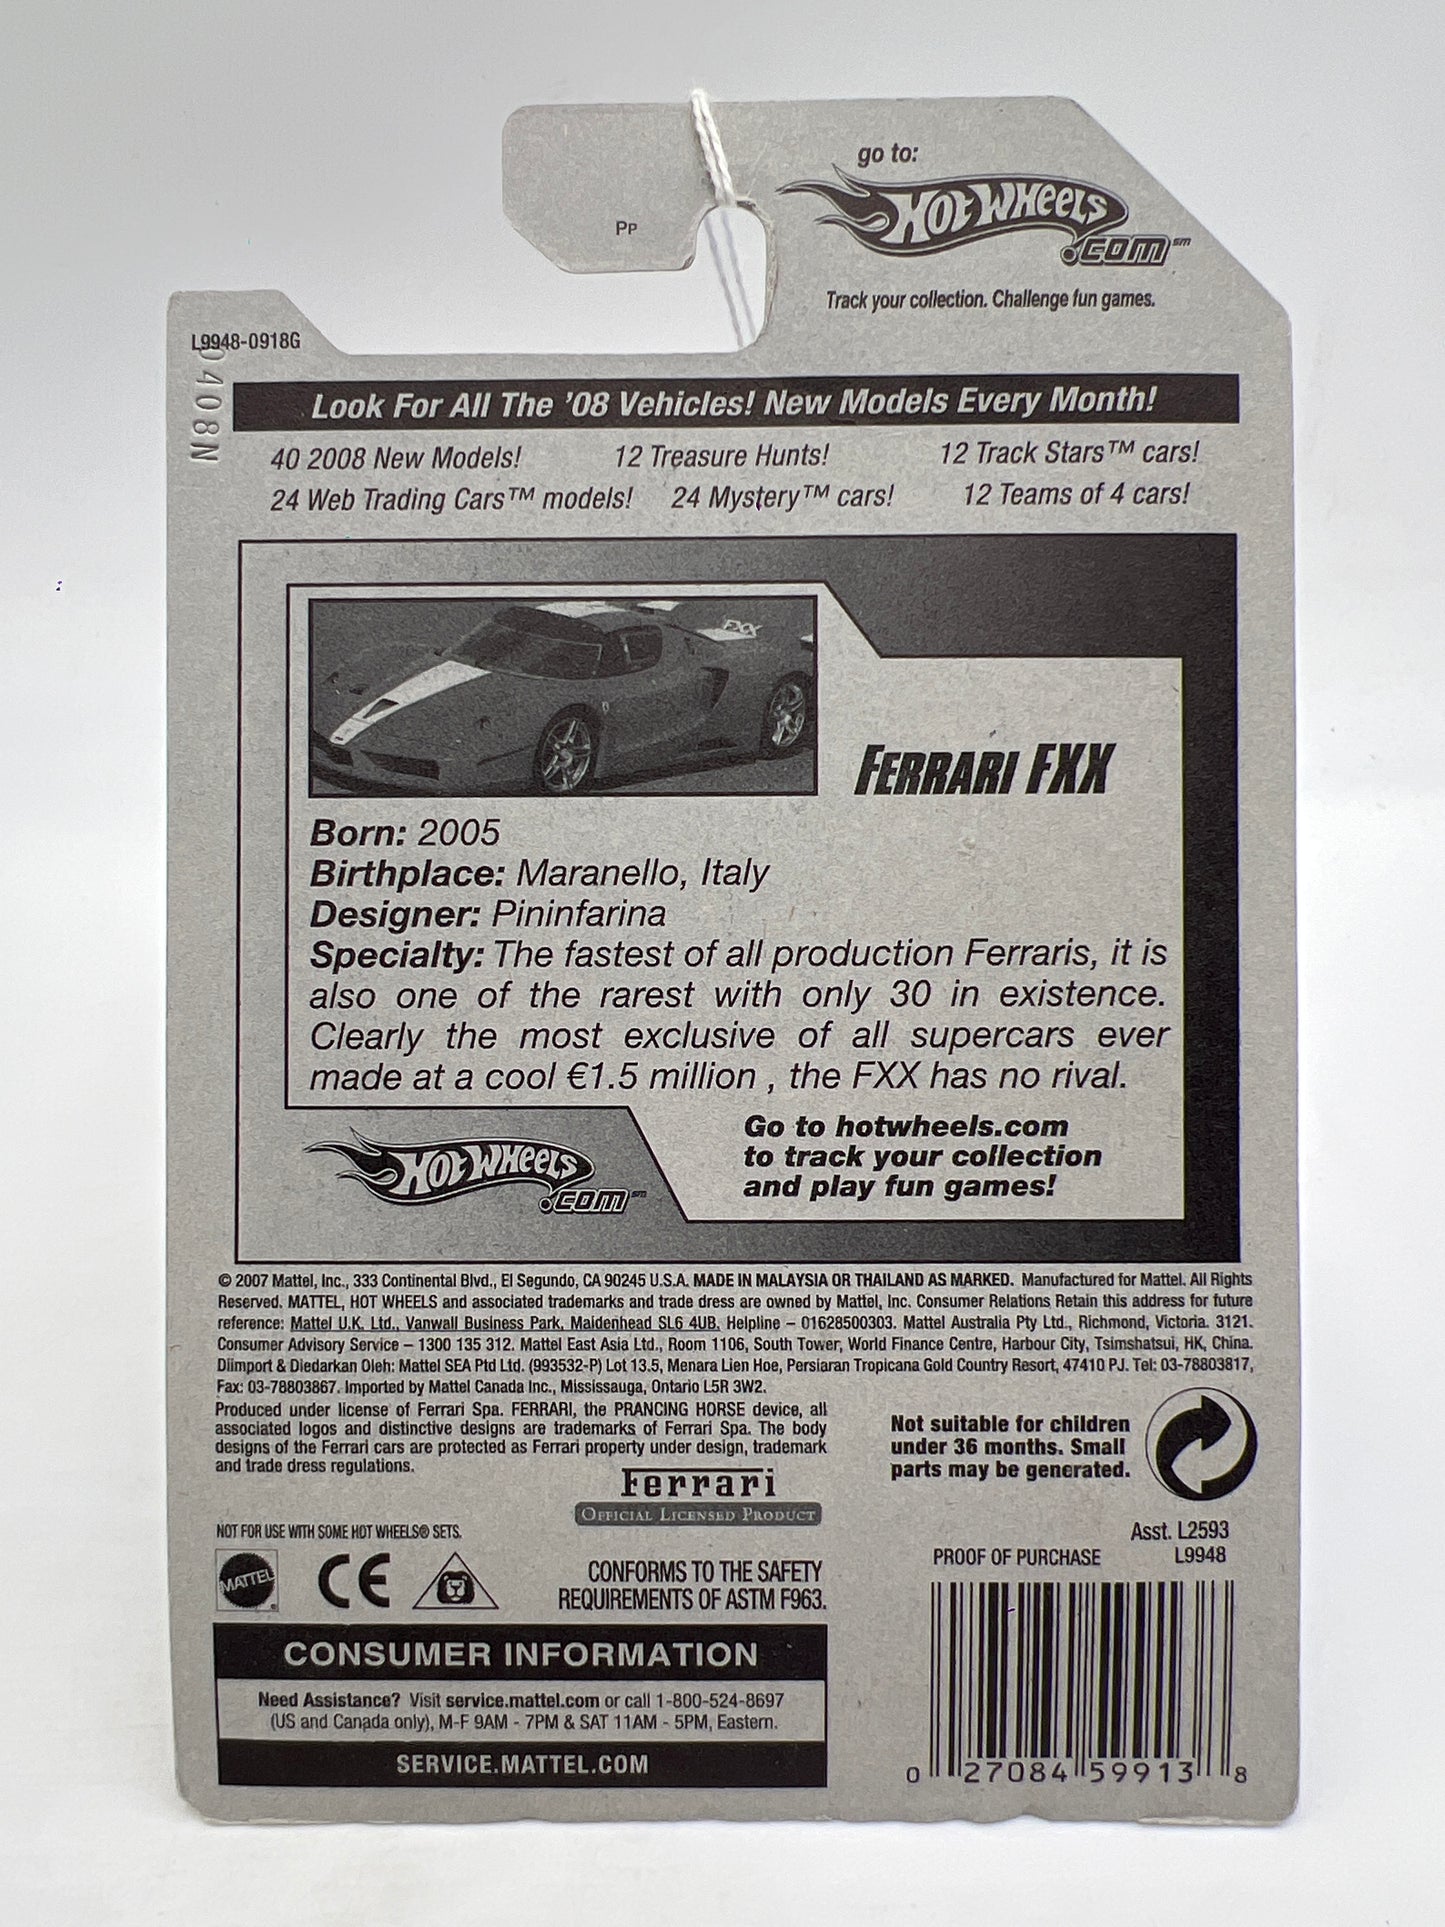 go to:
HOT WHEELS
.COM℠
Pp
Track your collection. Challenge fun games.
L9948-0918G
0408N
Look For All The '08 Vehicles! New Models Every Month!
40 2008 New Models! 12 Treasure Hunts! 12 Track Stars™ cars!
24 Web Trading Cars™ models! 24 Mystery™ cars! 12 Teams of 4 cars!
FXX
FERRARI FXX
Born: 2005
Birthplace: Maranello, Italy
Designer: Pininfarina
Specialty: The fastest of all production Ferraris, it is
also one of the rarest with only 30 in existence.
Clearly the most exclusive of all supercars ever
made at a cool €1.5 million , the FXX has no rival.
HOT WHEELS
.COM℠
Go to hotwheels.com
to track your collection
and play fun games!
© 2007 Mattel, Inc., 333 Continental Blvd., El Segundo, CA 90245 U.S.A. MADE IN MALAYSIA OR THAILAND AS MARKED. Manufactured for Mattel. All Rights
Reserved. MATTEL, HOT WHEELS and associated trademarks and trade dress are owned by Mattel, Inc. Consumer Relations Retain this address for future
reference: Mattel U.K. Ltd., Vanwall Business Park, Maidenhead SL6 4UB. Helpline – 01628500303. Mattel Australia Pty Ltd., Richmond, Victoria. 3121.
Consumer Advisory Service – 1300 135 312. Mattel East Asia Ltd., Room 1106, South Tower, World Finance Centre, Harbour City, Tsimshatsui, HK, China.
Diimport & Diedarkan Oleh: Mattel SEA Ptd Ltd. (993532-P) Lot 13.5, Menara Lien Hoe, Persiaran Tropicana Gold Country Resort, 47410 PJ. Tel: 03-78803817,
Fax: 03-78803867. Imported by Mattel Canada Inc., Mississauga, Ontario L5R 3W2.
Produced under license of Ferrari Spa. FERRARI, the PRANCING HORSE device, all
associated logos and distinctive designs are trademarks of Ferrari Spa. The body
designs of the Ferrari cars are protected as Ferrari property under design, trademark
and trade dress regulations.
Ferrari
OFFICIAL LICENSED PRODUCT
Not suitable for children
under 36 months. Small
parts may be generated.
NOT FOR USE WITH SOME HOT WHEELS® SETS.
MATTEL
CE
CONFORMS TO THE SAFETY
REQUIREMENTS OF ASTM F963.
Asst. L2593
PROOF OF PURCHASE L9948
CONSUMER INFORMATION
Need Assistance? Visit service.mattel.com or call 1-800-524-8697
(US and Canada only), M-F 9AM - 7PM & SAT 11AM - 5PM, Eastern.
SERVICE.MATTEL.COM
0 27084 59913 8